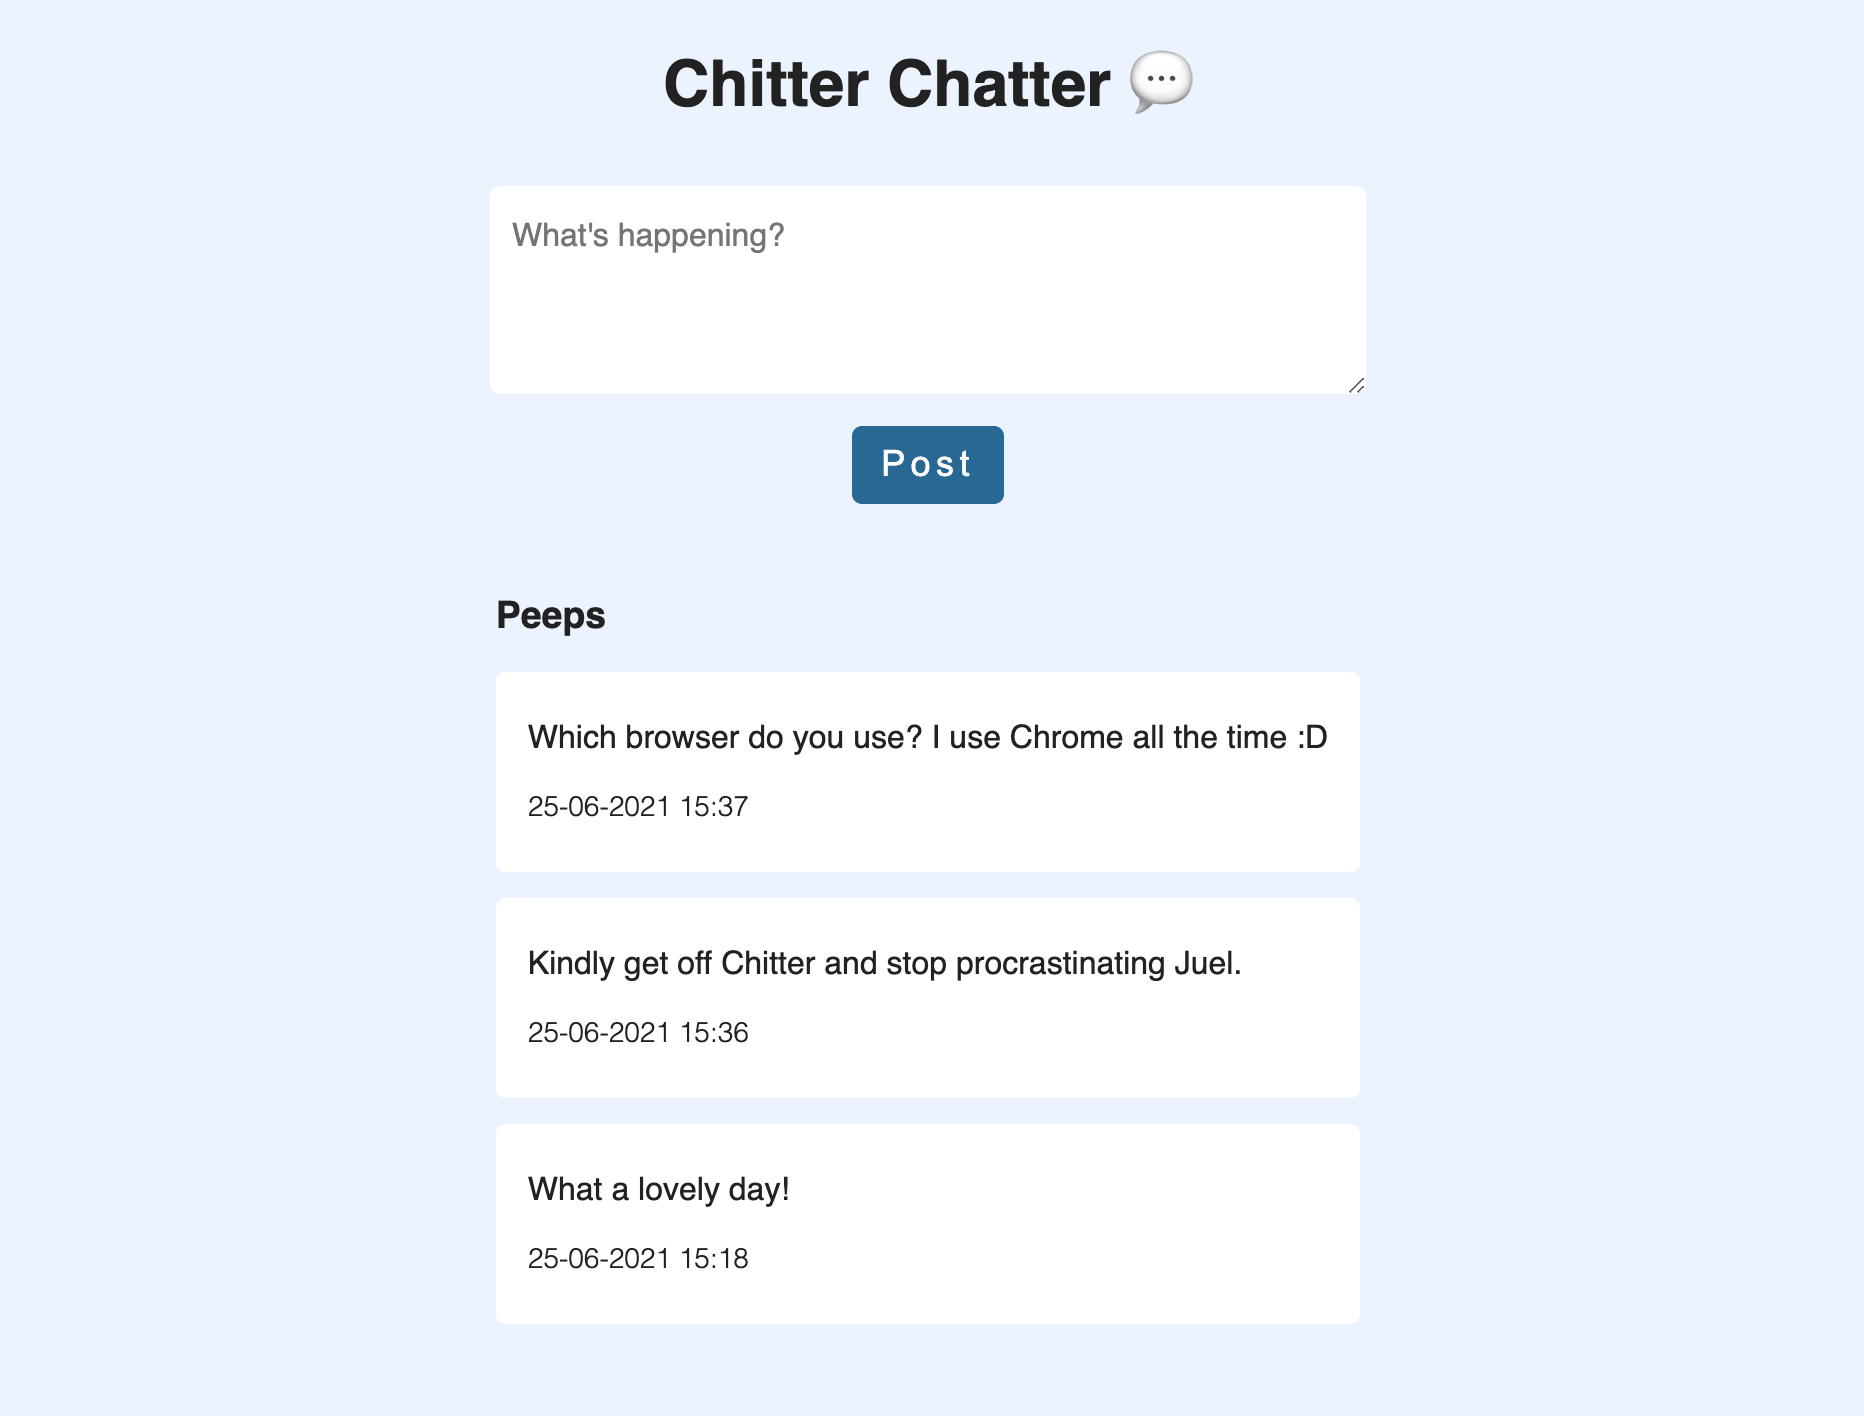 Chitter Chatter 💬
What's happening?
Post
Peeps
Which browser do you use? I use Chrome all the time :D
25-06-2021 15:37
Kindly get off Chitter and stop procrastinating Juel.
25-06-2021 15:36
What a lovely day!
25-06-2021 15:18